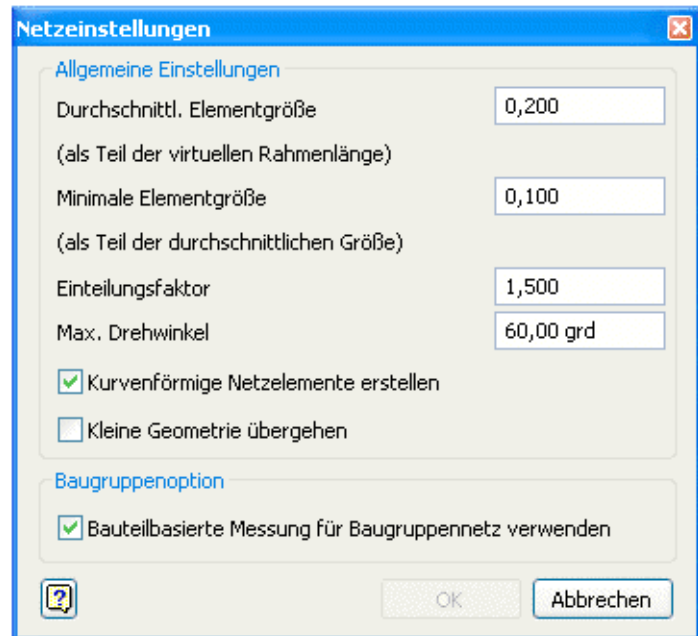 Netzeinstellungen
Allgemeine Einstellungen
Durchschnittl. Elementgröße 0,200
(als Teil der virtuellen Rahmenlänge)
Minimale Elementgröße 0,100
(als Teil der durchschnittlichen Größe)
Einteilungsfaktor 1,500
Max. Drehwinkel 60,00 grd
Kurvenförmige Netzelemente erstellen
Kleine Geometrie übergehen
Baugruppenoption
Bauteilbasierte Messung für Baugruppennetz verwenden
? OK Abbrechen